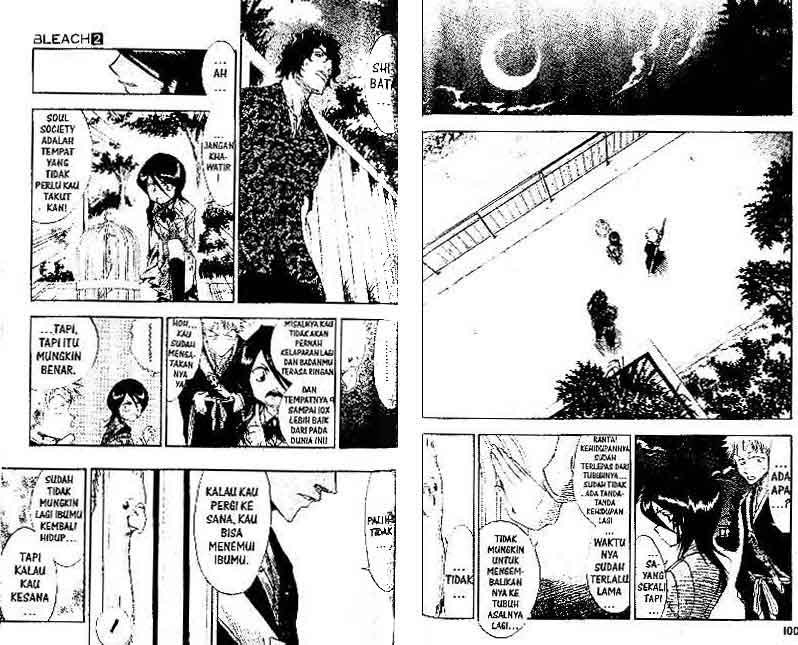 ...
ADA
APA
...?
SA-
YANG
SEKALI
TAPI
...
RANTAI
KEHIDUPANNYA
SUDAH
TERLEPAS DARI
TUBUHNYA...
SUDAH TIDAK
ADA TANDA-
TANDA
KEHIDUPAN
LAGI
...
WAKTU
NYA
SUDAH
TERLALU
LAMA
...
TIDAK
MUNGKIN
UNTUK
MENGEM-
BALIKAN
NYA KE
TUBUH
ASALNYA
LAGI...
...
TIDAK
...
100
BLEACH 2
SHI
BATA
...
AH
...
...
JANGAN
KHA-
WATIR
!
SOUL
SOCIETY
ADALAH
TEMPAT
YANG
TIDAK
PERLU KAU
TAKUT
KAN!
MISALNYA KAU
TIDAK AKAN
PERNAH
KELAPARAN LAGI
DAN BADANMU
TERASA RINGAN
DAN
TEMPATNYA 9
SAMPAI 10X
LEBIH BAIK
DARI PADA
DUNIA INI!
HOH...
KAU
SUDAH
MENGA-
TAKAN
NYA
YA
...TAPI,
TAPI ITU
MUNGKIN
BENAR.
PALING
TIDAK
...
KALAU KAU
PERGI KE
SANA, KAU
BISA
MENEMUI
IBUMU.
!
SUDAH
TIDAK
MUNGKIN
LAGI IBUMU
KEMBALI
HIDUP...
TAPI
KALAU
KAU
KESANA
...